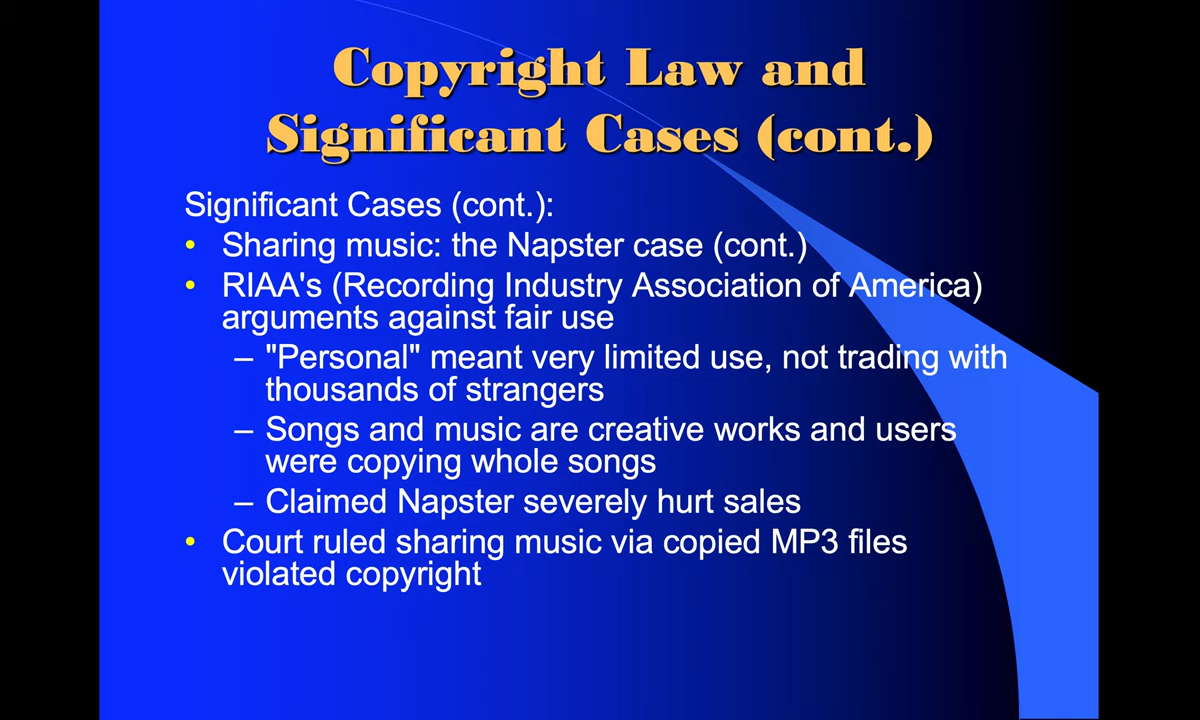 Copyright Law and
Significant Cases (cont.)
Significant Cases (cont.):
• Sharing music: the Napster case (cont.)
• RIAA's (Recording Industry Association of America)
arguments against fair use
– "Personal" meant very limited use, not trading with
thousands of strangers
– Songs and music are creative works and users
were copying whole songs
– Claimed Napster severely hurt sales
• Court ruled sharing music via copied MP3 files
violated copyright